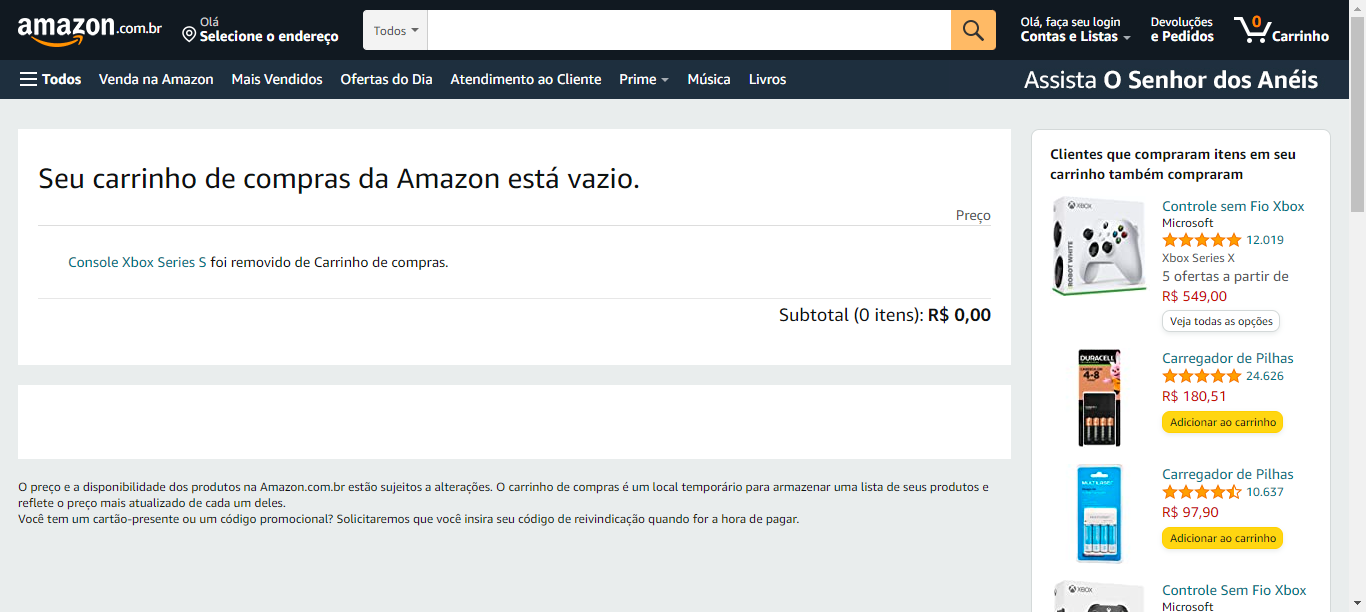 amazon.com.br
Olá
Selecione o endereço
Todos
Olá, faça seu login
Contas e Listas
Devoluções
e Pedidos
0
Carrinho
Todos
Venda na Amazon
Mais Vendidos
Ofertas do Dia
Atendimento ao Cliente
Prime
Música
Livros
Assista O Senhor dos Anéis
Seu carrinho de compras da Amazon está vazio.
Preço
Console Xbox Series S foi removido de Carrinho de compras.
Subtotal (0 itens): R$ 0,00
O preço e a disponibilidade dos produtos na Amazon.com.br estão sujeitos a alterações. O carrinho de compras é um local temporário para armazenar uma lista de seus produtos e
reflete o preço mais atualizado de cada um deles.
Você tem um cartão-presente ou um código promocional? Solicitaremos que você insira seu código de reivindicação quando for a hora de pagar.
Clientes que compraram itens em seu
carrinho também compraram
XBOX
ROBOT WHITE
Controle sem Fio Xbox
Microsoft
12.019
Xbox Series X
5 ofertas a partir de
R$ 549,00
Veja todas as opções
DURACELL
4-8
Carregador de Pilhas
24.626
R$ 180,51
Adicionar ao carrinho
MULTILASER
Carregador de Pilhas
10.637
R$ 97,90
Adicionar ao carrinho
XBOX
Controle Sem Fio Xbox
Microsoft